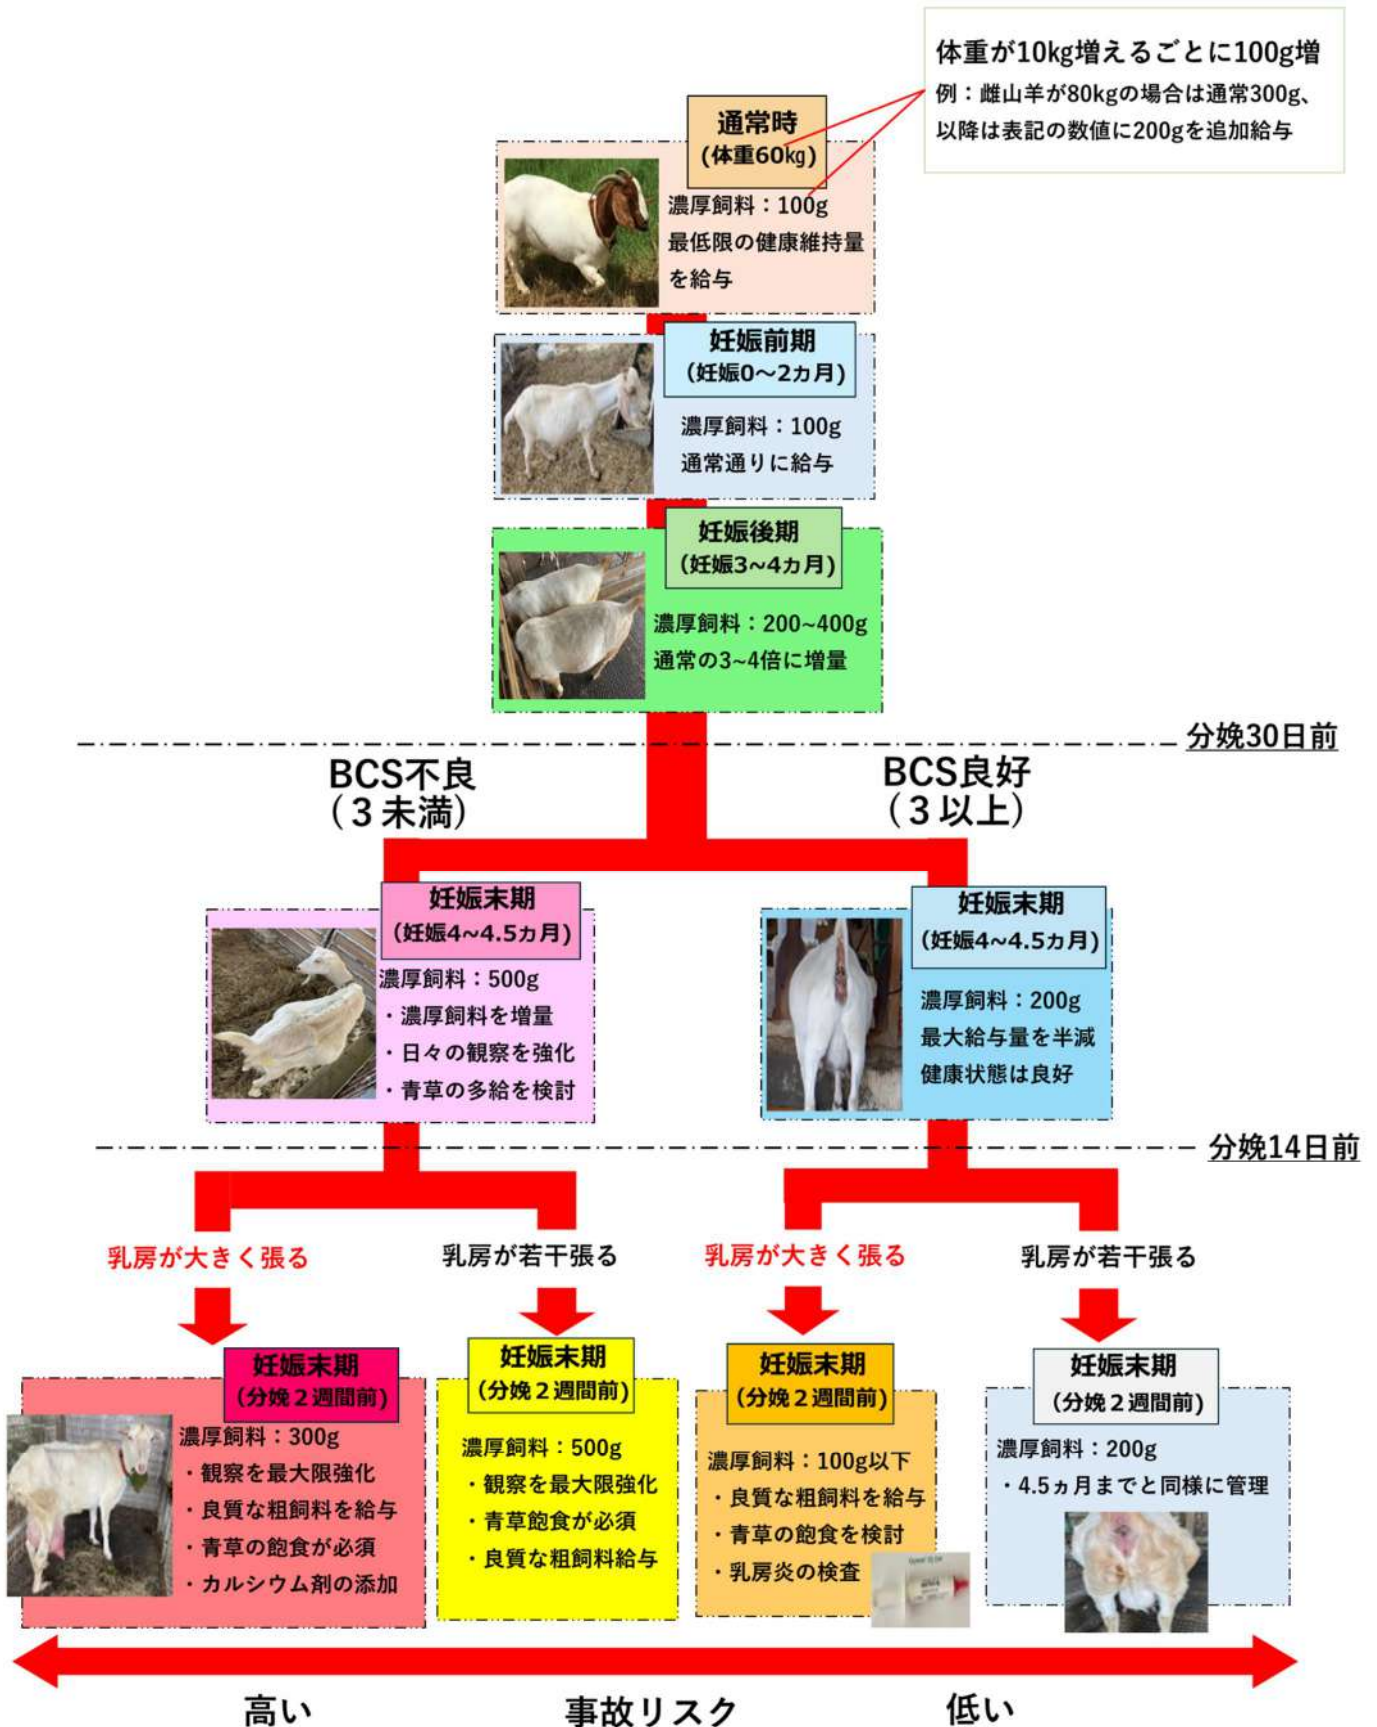 体重が10kg増えるごとに100g増
例：雌山羊が80kgの場合は通常300g、
以降は表記の数値に200gを追加給与
通常時
(体重60㎏)
濃厚飼料：100g
最低限の健康維持量
を給与
妊娠前期
(妊娠0～2ヵ月)
濃厚飼料：100g
通常通りに給与
妊娠後期
(妊娠3~4カ月)
濃厚飼料：200~400g
通常の3~4倍に増量
分娩30日前
BCS不良
(３未満)
BCS良好
(３以上)
妊娠末期
(妊娠4~4.5カ月)
濃厚飼料：500g
・濃厚飼料を増量
・日々の観察を強化
・青草の多給を検討
妊娠末期
(妊娠4~4.5ヵ月)
濃厚飼料：200g
最大給与量を半減
健康状態は良好
分娩14日前
乳房が大きく張る
乳房が若干張る
乳房が大きく張る
乳房が若干張る
妊娠末期
(分娩２週間前)
濃厚飼料：300g
・観察を最大限強化
・良質な粗飼料を給与
・青草の飽食が必須
・カルシウム剤の添加
妊娠末期
(分娩２週間前)
濃厚飼料：500g
・観察を最大限強化
・青草飽食が必須
・良質な粗飼料給与
妊娠末期
(分娩２週間前)
濃厚飼料：100g以下
・良質な粗飼料を給与
・青草の飽食を検討
・乳房炎の検査
妊娠末期
(分娩２週間前)
濃厚飼料：200g
・4.5ヵ月までと同様に管理
高い
事故リスク
低い